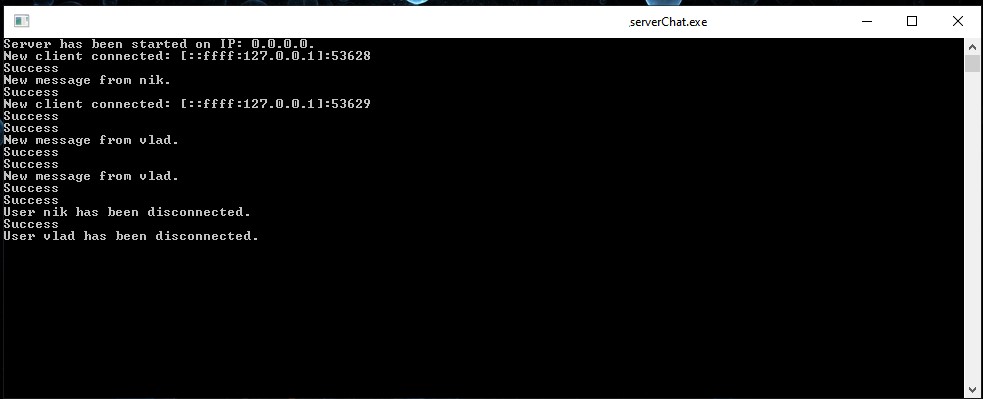 serverChat.exe
Server has been started on IP: 0.0.0.0.
New client connected: [::ffff:127.0.0.1]:53628
Success
New message from nik.
Success
New client connected: [::ffff:127.0.0.1]:53629
Success
Success
New message from vlad.
Success
Success
New message from vlad.
Success
Success
User nik has been disconnected.
Success
User vlad has been disconnected.